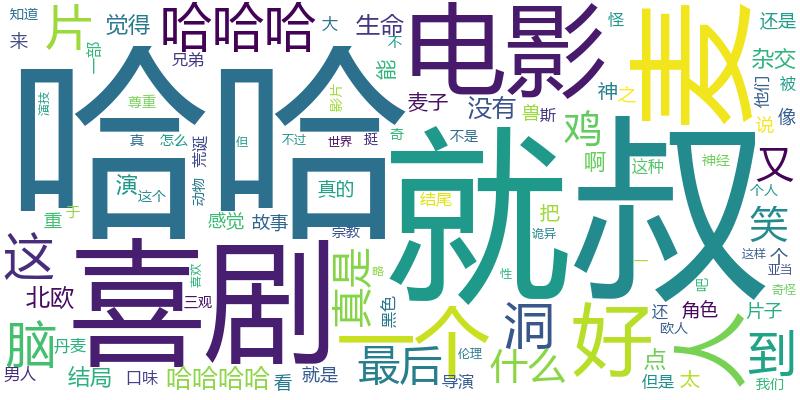 知道
来
片
觉得
哈哈哈
大
生命
电影
怪
麦
还是
兄弟
不
能
杂交
哈哈
演技
尊重
影片
麦子
没有
兽
斯
神
之
他们
被
像
说
真
怎么
荒诞
但
不过
世界
挺
奇
不是
就
叔
鸡
啊
这种
神经
又
动物
演
这个
真的
结尾
个人
重
于
感觉
故事
宗教
诡异
把
笑
这
喜剧
喜欢
三观
真是
略
性
一
这样
个
亚当
北欧
黑色
一个
洞
好
人
奇怪
还
欧人
角色
片子
到
脑
丹麦
最后
伦理
什么
点
男人
结局
口味
哈哈哈哈
看
就是
导演
但是
太
我们